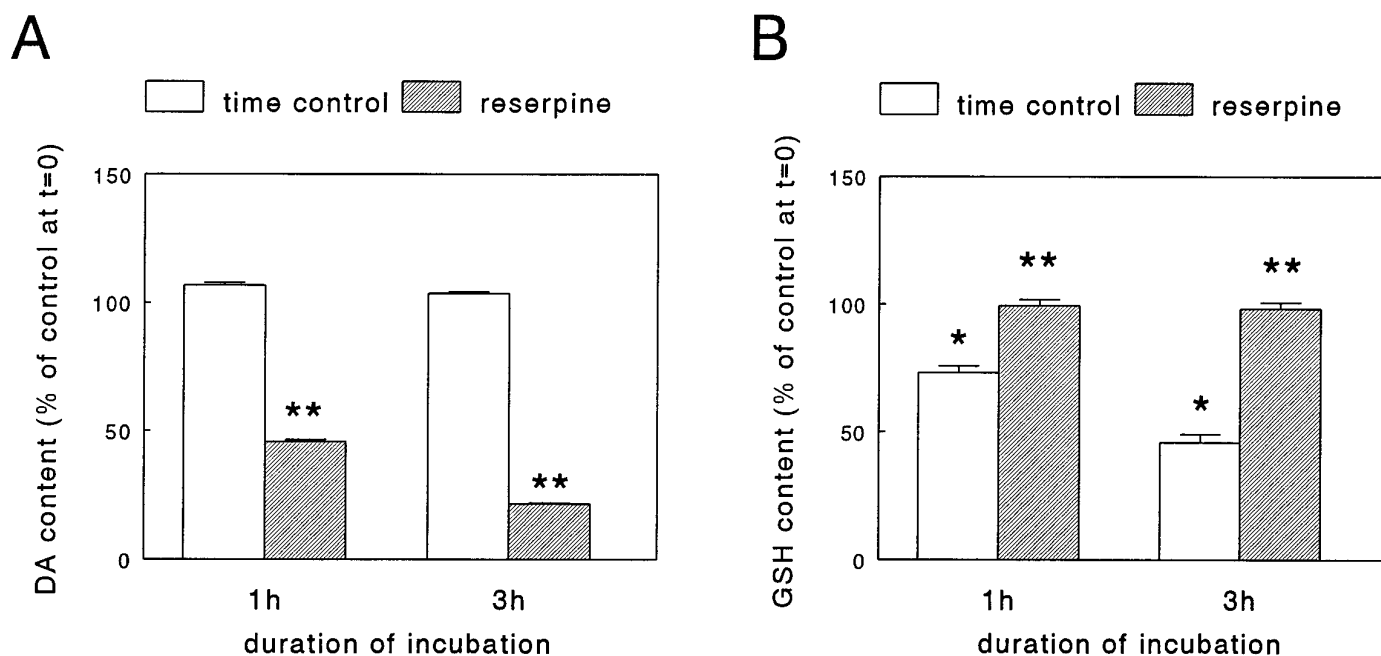 A
time control reserpine
DA content (% of control at t=0)
150
100
50
0
**
**
1h 3h
duration of incubation
B
time control reserpine
GSH content (% of control at t=0)
150
100
50
0
*
**
*
**
1h 3h
duration of incubation